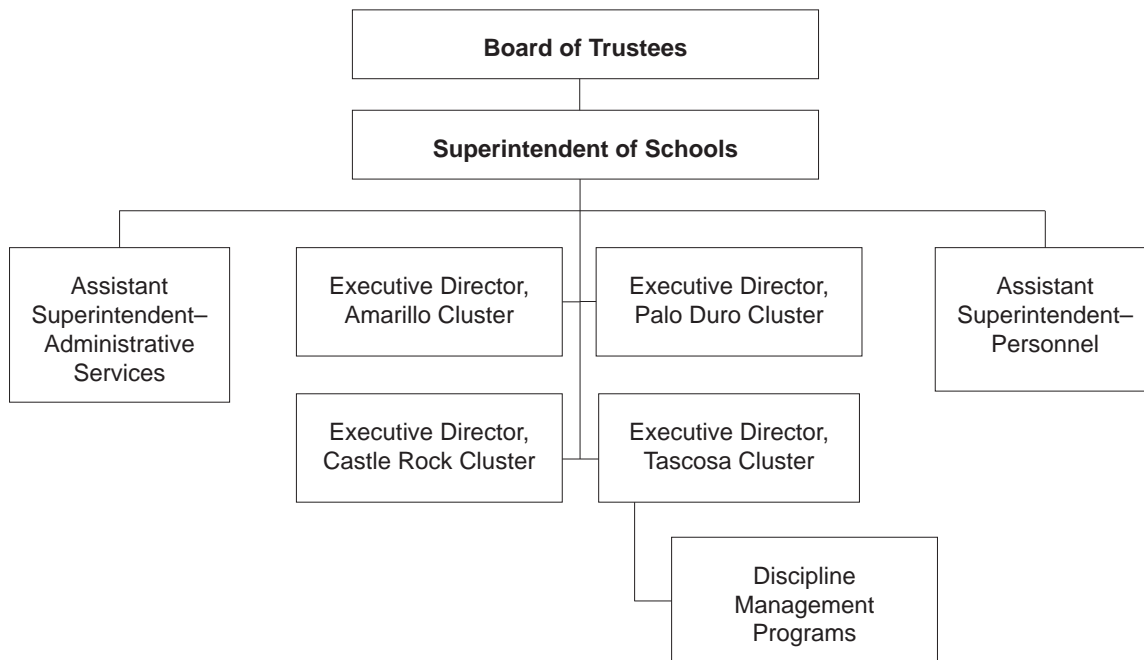 Board of Trustees
Superintendent of Schools
Assistant
Superintendent–
Administrative
Services
Executive Director,
Amarillo Cluster
Executive Director,
Palo Duro Cluster
Assistant
Superintendent–
Personnel
Executive Director,
Castle Rock Cluster
Executive Director,
Tascosa Cluster
Discipline
Management
Programs